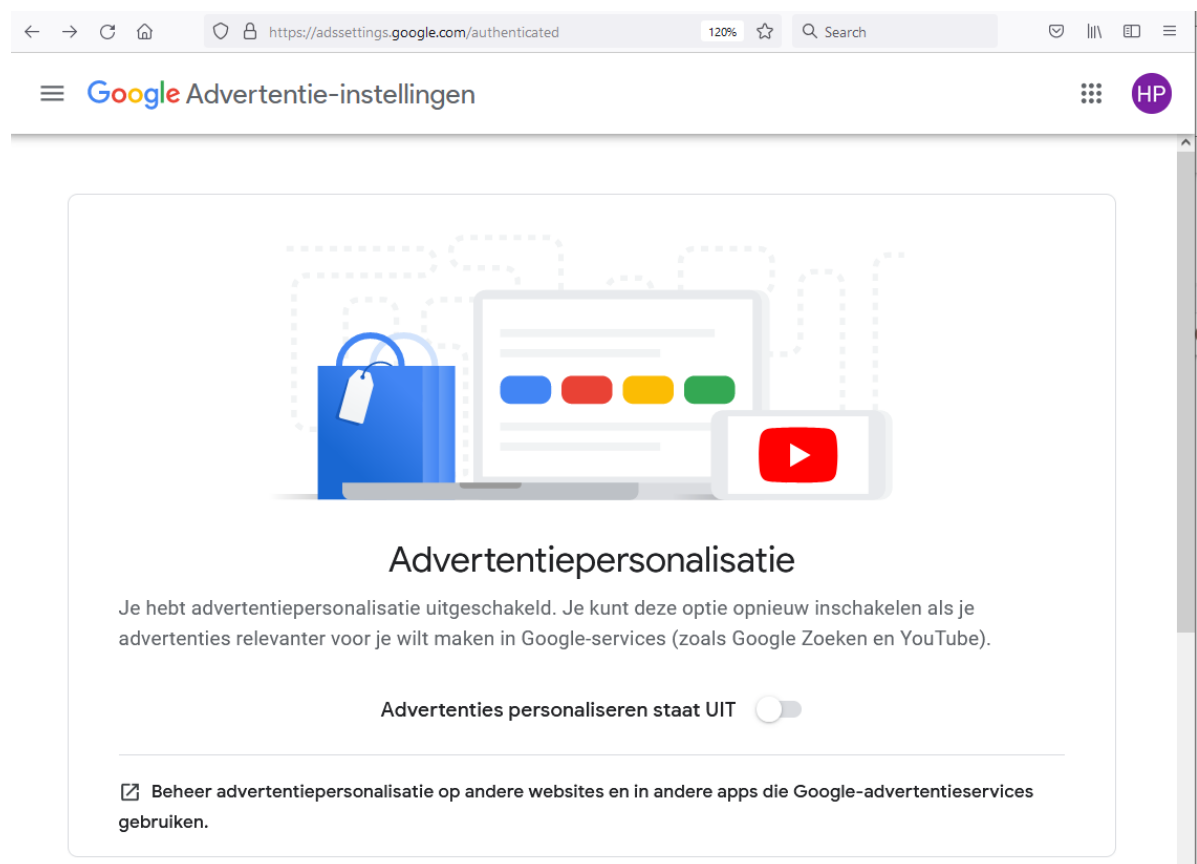 https://adssettings.google.com/authenticated 120% Search
Google Advertentie-instellingen HP
Advertentiepersonalisatie
Je hebt advertentiepersonalisatie uitgeschakeld. Je kunt deze optie opnieuw inschakelen als je
advertenties relevanter voor je wilt maken in Google-services (zoals Google Zoeken en YouTube).
Advertenties personaliseren staat UIT
Beheer advertentiepersonalisatie op andere websites en in andere apps die Google-advertentieservices
gebruiken.